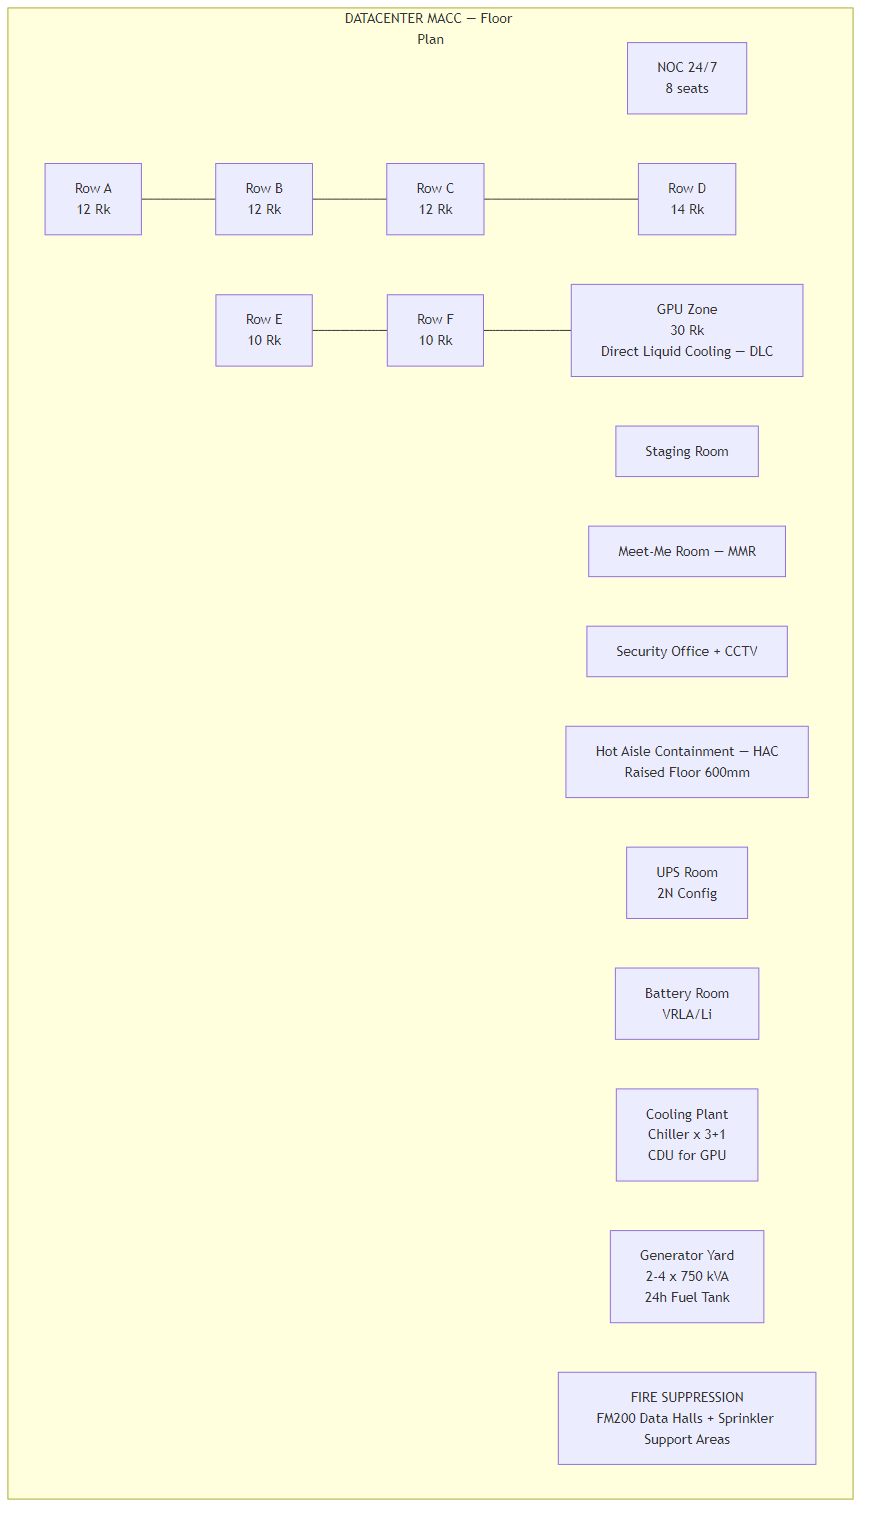 DATACENTER MACC — Floor
Plan
NOC 24/7
8 seats
Row A
12 Rk
Row B
12 Rk
Row C
12 Rk
Row D
14 Rk
Row E
10 Rk
Row F
10 Rk
GPU Zone
30 Rk
Direct Liquid Cooling — DLC
Staging Room
Meet-Me Room — MMR
Security Office + CCTV
Hot Aisle Containment — HAC
Raised Floor 600mm
UPS Room
2N Config
Battery Room
VRLA/Li
Cooling Plant
Chiller x 3+1
CDU for GPU
Generator Yard
2-4 x 750 kVA
24h Fuel Tank
FIRE SUPPRESSION
FM200 Data Halls + Sprinkler
Support Areas